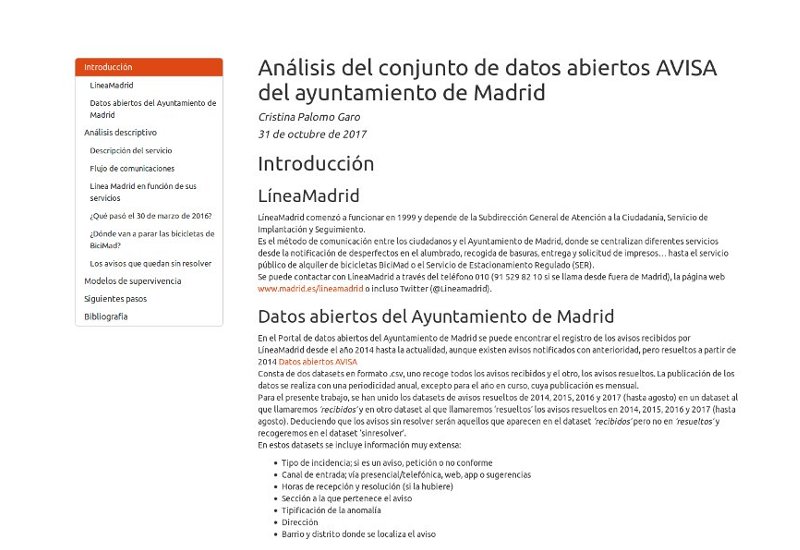 Introducción
LíneaMadrid
Datos abiertos del Ayuntamiento de
Madrid
Análisis descriptivo
Descripción del servicio
Flujo de comunicaciones
Línea Madrid en función de sus
servicios
¿Qué pasó el 30 de marzo de 2016?
¿Dónde van a parar las bicicletas de
BiciMad?
Los avisos que quedan sin resolver
Modelos de supervivencia
Siguientes pasos
Bibliografía
Análisis del conjunto de datos abiertos AVISA
del ayuntamiento de Madrid
Cristina Palomo Garo
31 de octubre de 2017
Introducción
LíneaMadrid
LíneaMadrid comenzó a funcionar en 1999 y depende de la Subdirección General de Atención a la Ciudadanía, Servicio de
Implantación y Seguimiento.
Es el método de comunicación entre los ciudadanos y el Ayuntamiento de Madrid, donde se centralizan diferentes servicios
desde la notificación de desperfectos en el alumbrado, recogida de basuras, entrega y solicitud de impresos... hasta el servicio
público de alquiler de bicicletas BiciMad o el Servicio de Estacionamiento Regulado (SER).
Se puede contactar con LíneaMadrid a través del teléfono 010 (91 529 82 10 si se llama desde fuera de Madrid), la página web
www.madrid.es/lineamadrid o incluso Twitter (@Lineamadrid).
Datos abiertos del Ayuntamiento de Madrid
En el Portal de datos abiertos del Ayuntamiento de Madrid se puede encontrar el registro de los avisos recibidos por
LíneaMadrid desde el año 2014 hasta la actualidad, aunque existen avisos notificados con anterioridad, pero resueltos a partir de
2014 Datos abiertos AVISA
Consta de dos datasets en formato .csv, uno recoge todos los avisos recibidos y el otro, los avisos resueltos. La publicación de los
datos se realiza con una periodicidad anual, excepto para el año en curso, cuya publicación es mensual.
Para el presente trabajo, se han unido los datasets de avisos resueltos de 2014, 2015, 2016 y 2017 (hasta agosto) en un dataset al
que llamaremos 'recibidos' y en otro dataset al que llamaremos 'resueltos' los avisos resueltos en 2014, 2015, 2016 y 2017 (hasta
agosto). Deduciendo que los avisos sin resolver serán aquellos que aparecen en el dataset 'recibidos' pero no en 'resueltos' y
recogeremos en el dataset 'sinresolver'.
En estos datasets se incluye información muy extensa:
• Tipo de incidencia; si es un aviso, petición o no conforme
• Canal de entrada; vía presencial/telefónica, web, app o sugerencias
• Horas de recepción y resolución (si la hubiere)
• Sección a la que pertenece el aviso
• Tipificación de la anomalía
• Dirección
• Barrio y distrito donde se localiza el aviso